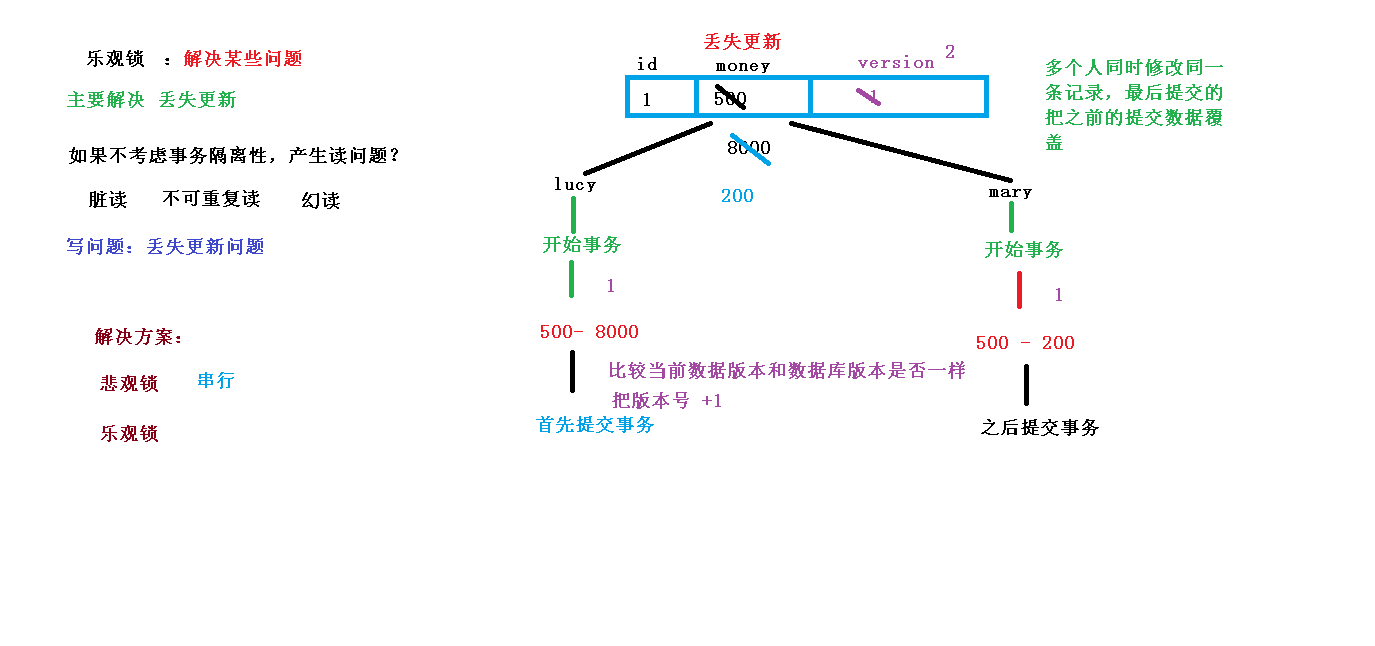 乐观锁 ：解决某些问题
主要解决 丢失更新
如果不考虑事务隔离性，产生读问题？
脏读 不可重复读 幻读
写问题：丢失更新问题
解决方案：
悲观锁 串行
乐观锁
丢失更新
id money version 2
1 500 1
8000
200
lucy
开始事务
1
500- 8000
首先提交事务
比较当前数据版本和数据库版本是否一样
把版本号 +1
mary
开始事务
1
500 - 200
之后提交事务
多个人同时修改同一
条记录，最后提交的
把之前的提交数据覆
盖